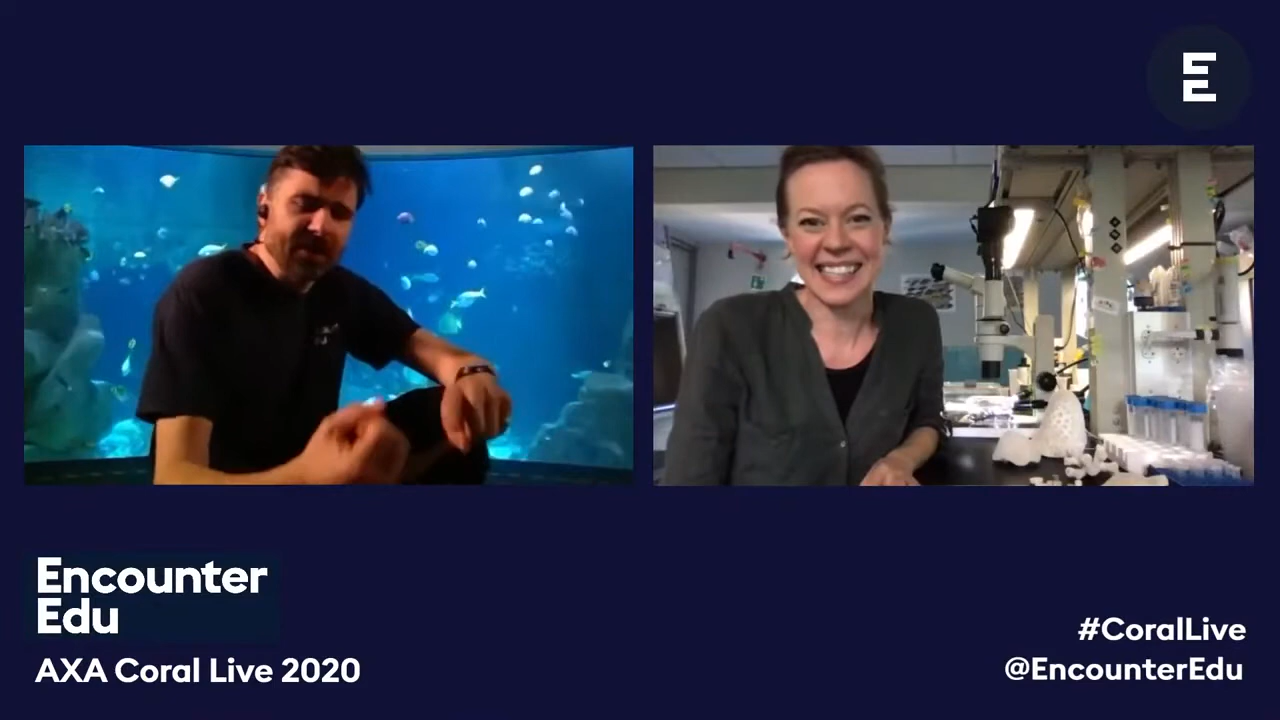 E
Encounter
Edu
AXA Coral Live 2020
#CoralLive
@EncounterEdu